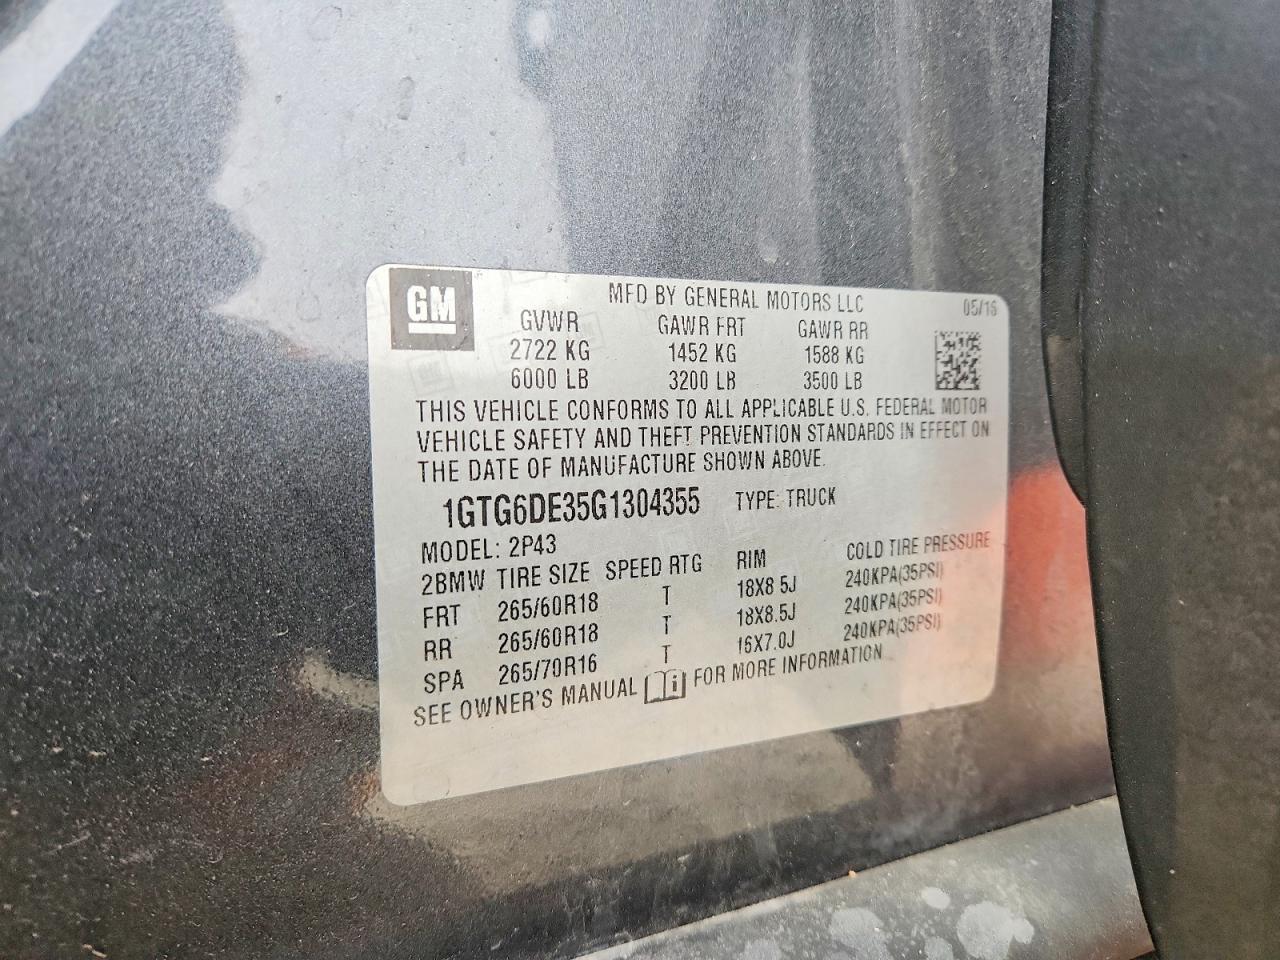 GM
MFD BY GENERAL MOTORS LLC 05/16
GVWR GAWR FRT GAWR RR
2722 KG 1452 KG 1588 KG
6000 LB 3200 LB 3500 LB
THIS VEHICLE CONFORMS TO ALL APPLICABLE U.S. FEDERAL MOTOR
VEHICLE SAFETY AND THEFT PREVENTION STANDARDS IN EFFECT ON
THE DATE OF MANUFACTURE SHOWN ABOVE.
1GTG6DE35G1304355 TYPE: TRUCK
MODEL: 2P43
2BMW TIRE SIZE SPEED RTG RIM COLD TIRE PRESSURE
FRT 265/60R18 T 18X8.5J 240KPA(35PSI)
RR 265/60R18 T 18X8.5J 240KPA(35PSI)
SPA 265/70R16 T 16X7.0J 240KPA(35PSI)
SEE OWNER'S MANUAL FOR MORE INFORMATION